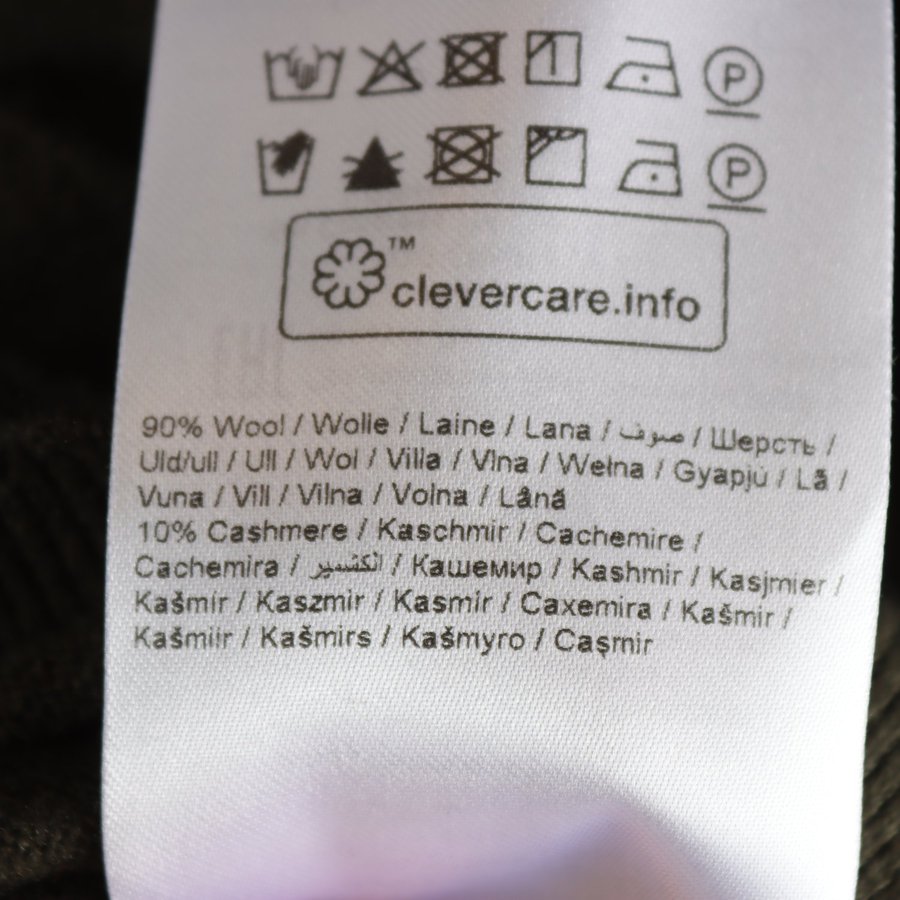 P
P
TM
clevercare.info
90% Wool / Wolle / Laine / Lana / صوف / Шерсть /
Uld/ull / Ull / Wol / Villa / Vlna / Wełna / Gyapjú / Lã /
Vuna / Vill / Vilna / Volna / Lână
10% Cashmere / Kaschmir / Cachemire /
Cachemira / / Кашемир / Kashmir / Kasjmier /
Kašmír / Kaszmir / Kasmír / Caxemira / Kašmir /
Kašmiir / Kašmirs / Kašmyro / Caşmir